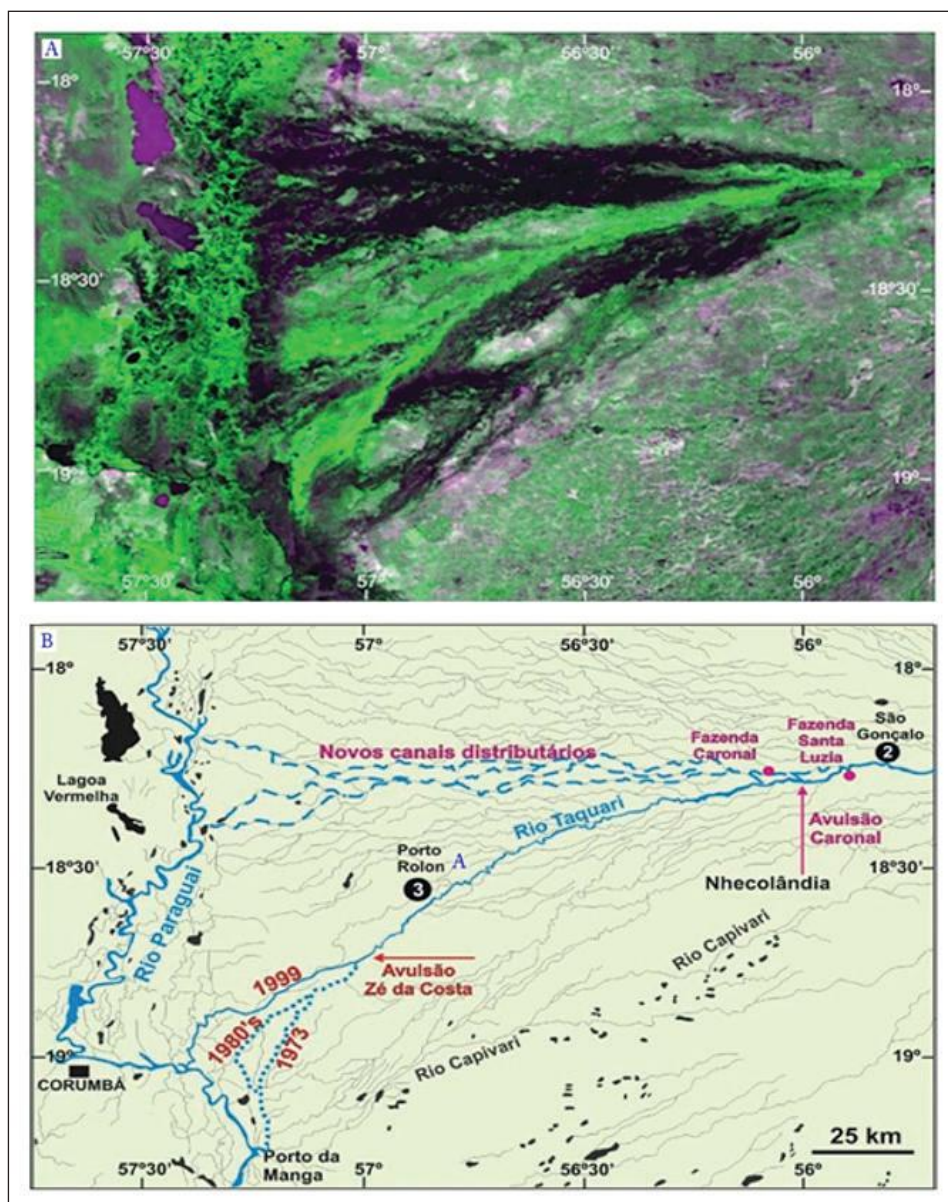 A
57°30'
57°
56°30'
56°
18°
18°
18°30'
18°30'
19°
19°
57°30'
57°
56°30'
56°
B
57°30'
57°
56°30'
56°
18°
18°
Novos canais distributários
Fazenda
Caronal
Fazenda
Santa
Luzia
São
Gonçalo
2
Lagoa
Vermelha
Rio Taquari
Avulsão
Caronal
Porto
Rolon
A
3
18°30'
18°30'
Nhecolândia
Rio Paraguai
Rio Capivari
1999
Avulsão
Zé da Costa
1980's
1973
19°
19°
Rio Capivari
CORUMBÁ
25 km
Porto da
Manga
57°30'
57°
56°30'
56°